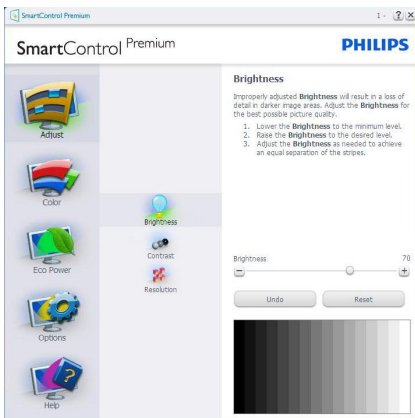 SmartControl Premium
1 - ? X
SmartControl Premium
PHILIPS
Adjust
Color
Eco Power
Options
Help
Brightness
Contrast
Resolution
Brightness
Improperly adjusted Brightness will result in a loss of
detail in darker image areas. Adjust the Brightness for
the best possible picture quality.
1. Lower the Brightness to the minimum level.
2. Raise the Brightness to the desired level.
3. Adjust the Brightness as needed to achieve
an equal separation of the stripes.
Brightness 70
Undo Reset